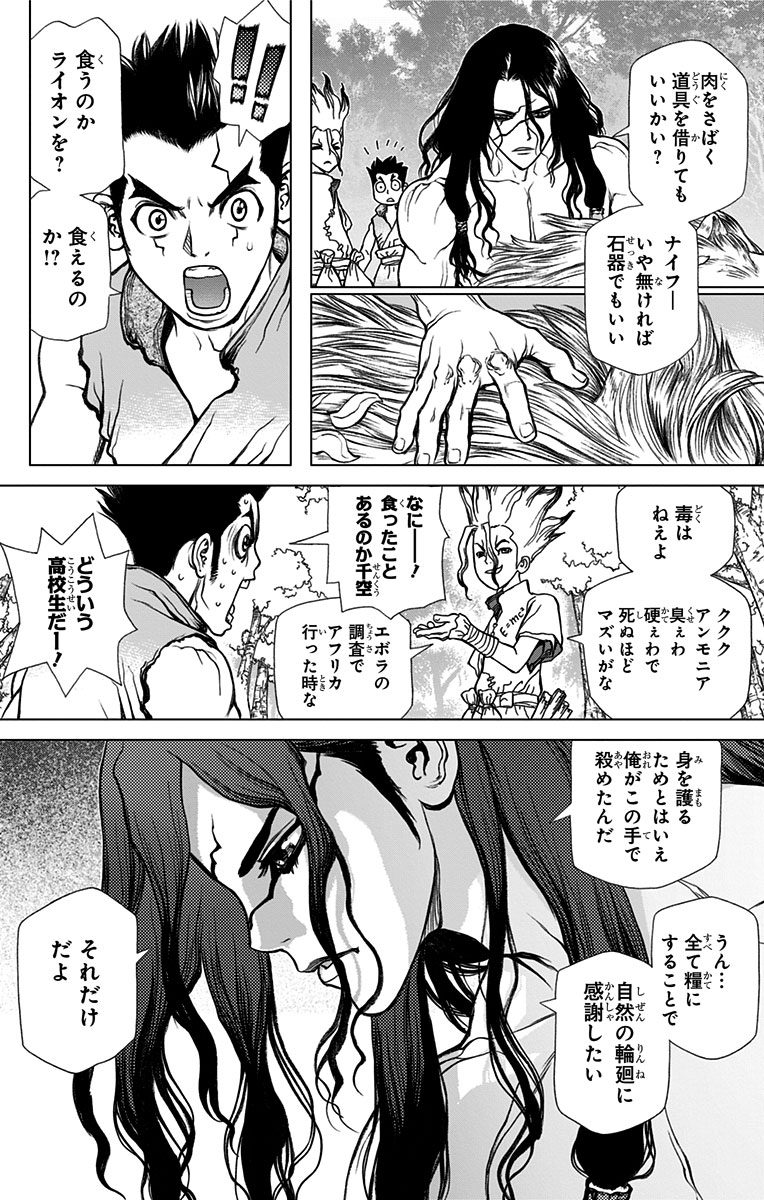 肉をさばく
道具を借りても
いいかい？
ナイフー
いや無ければ
石器でもいい
!!
食うのか
ライオンを？
食えるの
か!?
毒は
ねえよ
ククク
アンモニア
臭ぇわ
硬ぇわで
死ぬほど
マズいがな
なにーー！
食ったこと
あるのか千空
エボラの
調査で
アフリカ
行った時な
どういう
高校生だー！
身を護る
ためとはいえ
俺がこの手で
殺めたんだ
うん…
全て糧に
することで
自然の輪廻に
感謝したい
それだけ
だよ